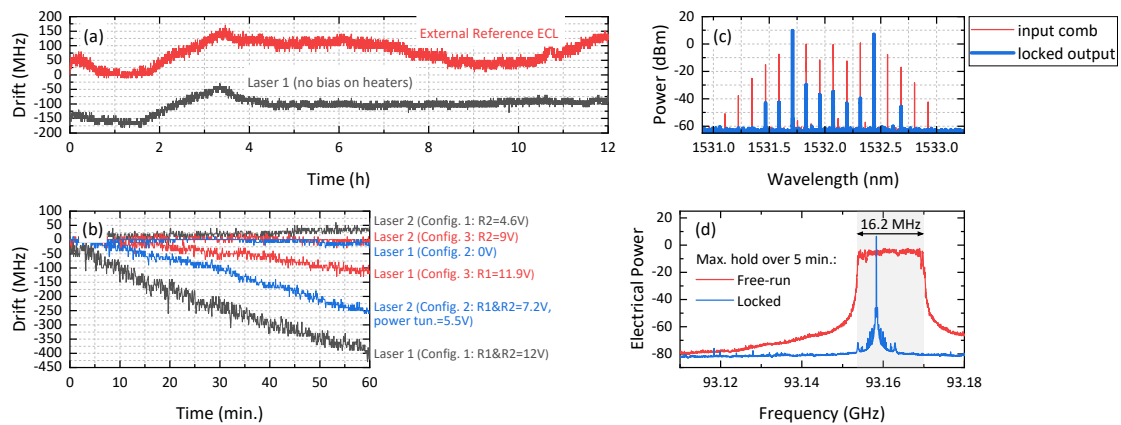 (a)
External Reference ECL
Laser 1 (no bias on heaters)
Drift (MHz)
150
100
50
0
50
-100
150
200
0
2
4
6
8
10
12
Time (h)
(b)
Drift (MHz)
100
50
0
-50
-100
-150
-200
-250
-300
-350
-400
-450
0
10
20
30
40
50
60
Time (min.)
Laser 2 (Config. 1: R2=4.6V)
Laser 2 (Config. 3: R2=9V)
Laser 1 (Config. 2: 0V)
Laser 1 (Config. 3: R1=11.9V)
Laser 2 (Config. 2: R1&R2=7.2V,
power tun.=5.5V)
Laser 1 (Config. 1: R1&R2=12V)
(c)
Power (dBm)
20
0
-20
-40
-60
1531.0
1531.5
1532.0
1532.5
1533.0
Wavelength (nm)
input comb
locked output
(d)
16.2 MHz
Max. hold over 5 min.:
Free-run
Locked
Electrical Power
20
0
-20
-40
-60
-80
93.12
93.14
93.16
93.18
Frequency (GHz)